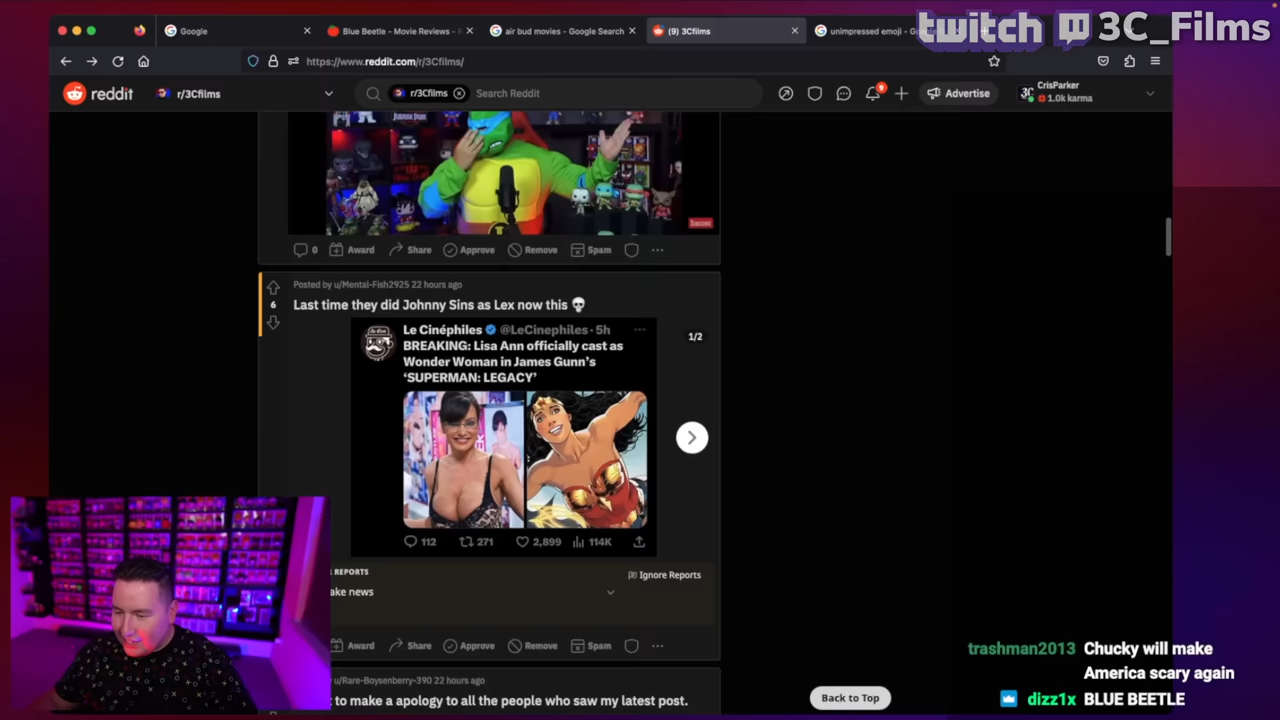 twitch 3C_Films
Google
Blue Beetle - Movie Reviews -
air bud movies - Google Search
(9) 3Cfilms
unimpressed emoji - Go
https://www.reddit.com/r/3Cfilms/
reddit
r/3Cfilms
r/3Cfilms
Search Reddit
9
Advertise
CrisParker
1.0k karma
JURASSIC PARK
0
Award
Share
Approve
Remove
Spam
Posted by u/Mental-Fish2925 22 hours ago
6
Last time they did Johnny Sins as Lex now this 💀
Le Cinéphiles @LeCinephiles · 5h
1/2
BREAKING: Lisa Ann officially cast as
Wonder Woman in James Gunn's
'SUPERMAN: LEGACY'
112
271
2,899
114K
REPORTS
Ignore Reports
ake news
Award
Share
Approve
Remove
Spam
u/Rare-Boysenberry-390 22 hours ago
to make a apology to all the people who saw my latest post.
Back to Top
trashman2013 Chucky will make
America scary again
dizz1x BLUE BEETLE